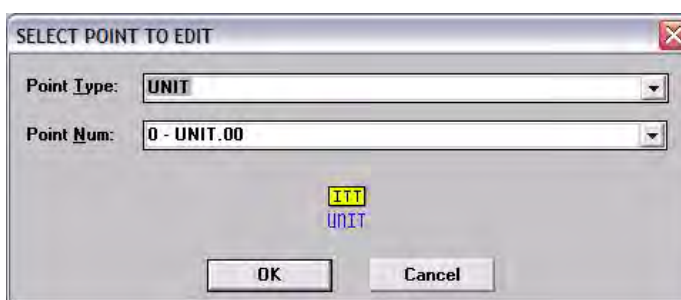 SELECT POINT TO EDIT
Point Type: UNIT
Point Num: 0 - UNIT.00
ITT
UNIT
OK Cancel